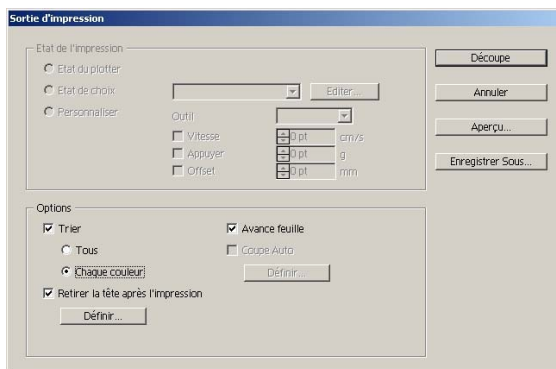 Sortie d'impression
Etat de l'impression
Etat du plotter
Etat de choix
Editer...
Personnaliser
Outil
Vitesse
0 pt
cm/s
Appuyer
0 pt
g
Offset
0 pt
mm
Découpe
Annuler
Aperçu...
Enregistrer Sous...
Options
Trier
Avance feuille
Tous
Coupe Auto
Chaque couleur
Définir...
Retirer la tête après l'impression
Définir...